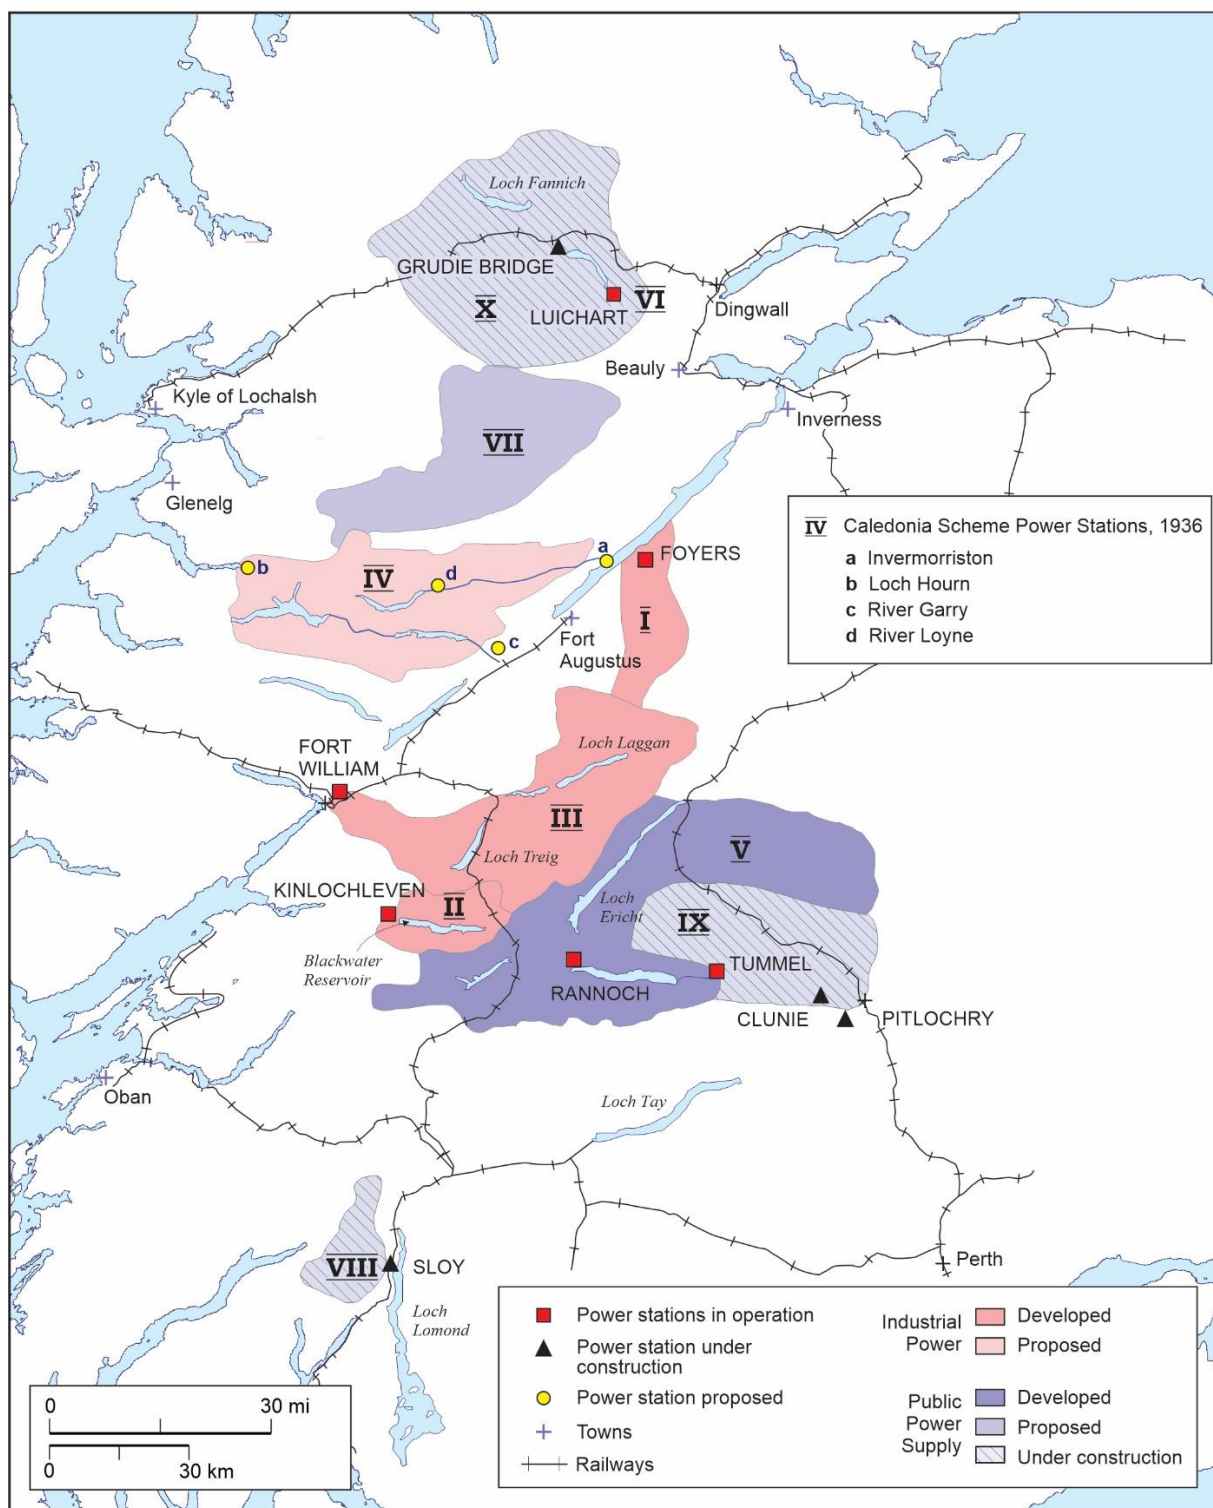 Loch Fannich
GRUDIE BRIDGE
X
VI
LUICHART
Dingwall
Beauly
Kyle of Lochalsh
Inverness
VII
Glenelg
IV Caledonia Scheme Power Stations, 1936
a Invermorriston
b Loch Hourn
c River Garry
d River Loyne
a
FOYERS
b
IV
d
I
c
Fort
Augustus
FORT
WILLIAM
Loch Laggan
III
Loch Treig
V
KINLOCHLEVEN
II
Loch
Ericht
IX
Blackwater
Reservoir
TUMMEL
RANNOCH
CLUNIE
PITLOCHRY
Oban
Loch Tay
VIII
SLOY
Perth
Loch
Lomond
Power stations in operation
Power station under
construction
Power station proposed
Towns
Railways
Industrial
Power
Developed
Proposed
Public
Power
Supply
Developed
Proposed
Under construction
0 30 mi
0 30 km